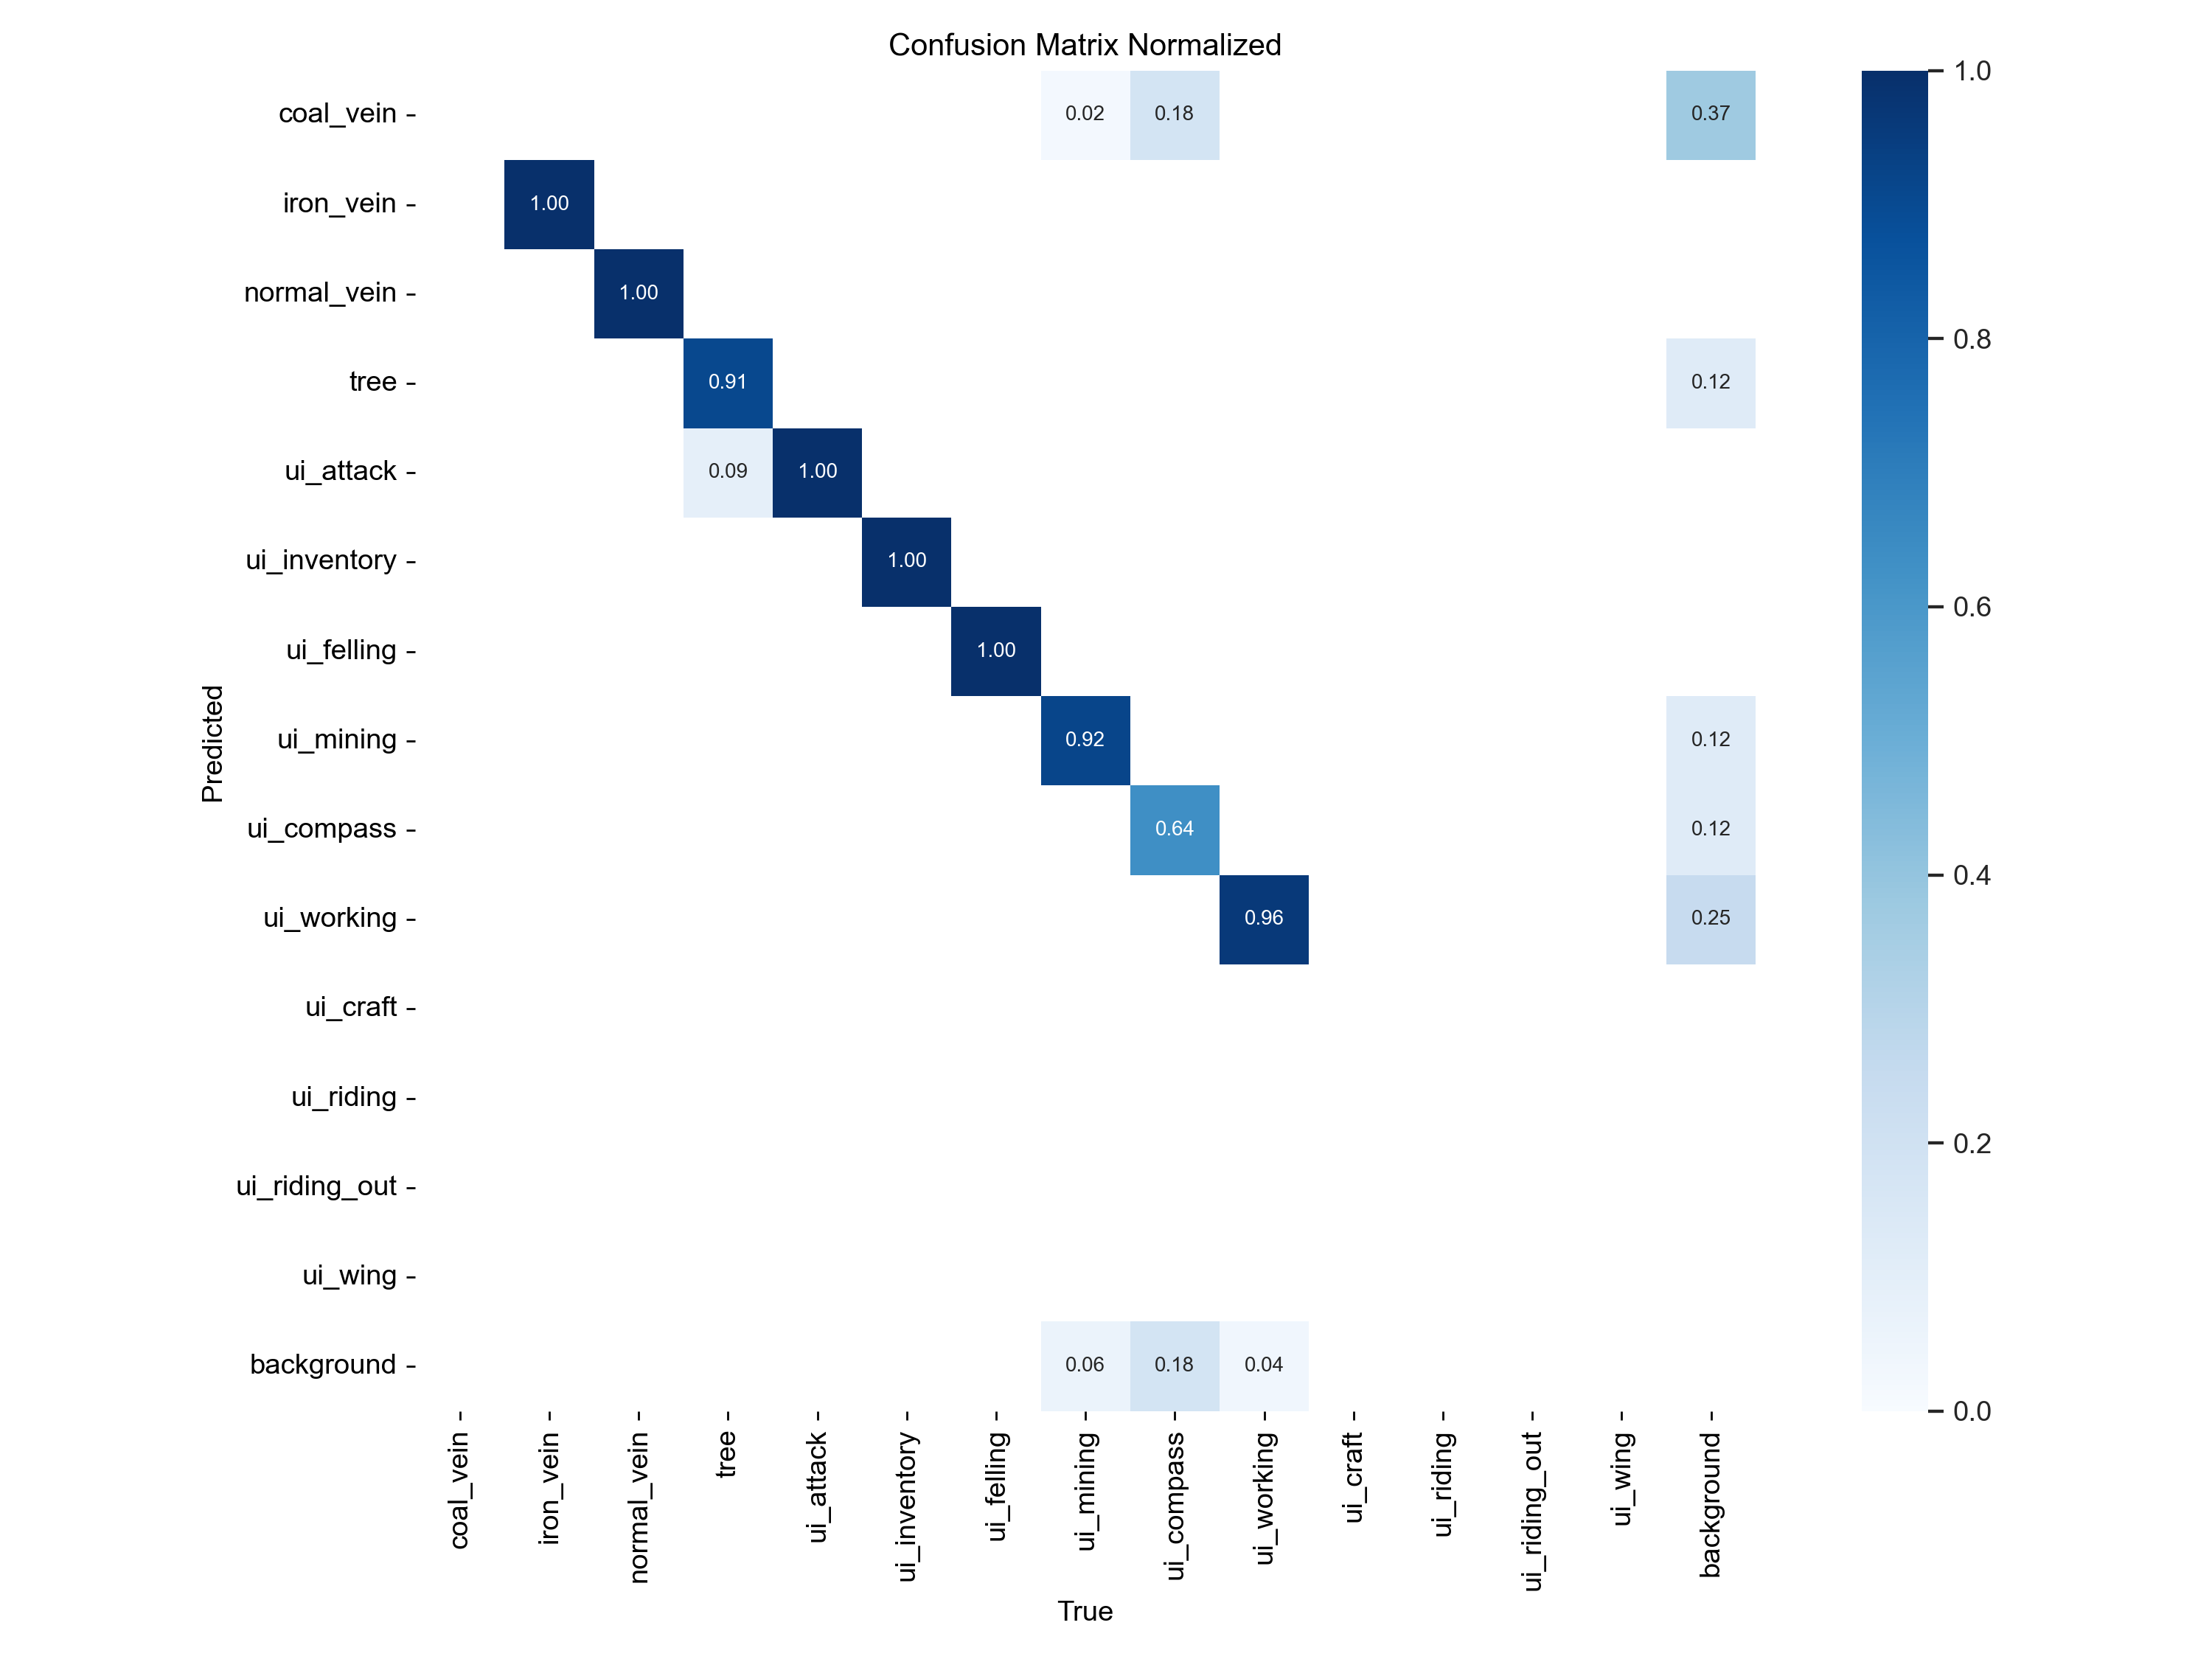 Confusion Matrix Normalized
coal_vein 0.02 0.18 0.37
iron_vein 1.00
normal_vein 1.00
tree 0.91 0.12
ui_attack 0.09 1.00
ui_inventory 1.00
ui_felling 1.00
ui_mining 0.92 0.12
ui_compass 0.64 0.12
ui_working 0.96 0.25
ui_craft
ui_riding
ui_riding_out
ui_wing
background 0.06 0.18 0.04
Predicted
coal_vein
iron_vein
normal_vein
tree
ui_attack
ui_inventory
ui_felling
ui_mining
ui_compass
ui_working
ui_craft
ui_riding
ui_riding_out
ui_wing
background
True
1.0
0.8
0.6
0.4
0.2
0.0